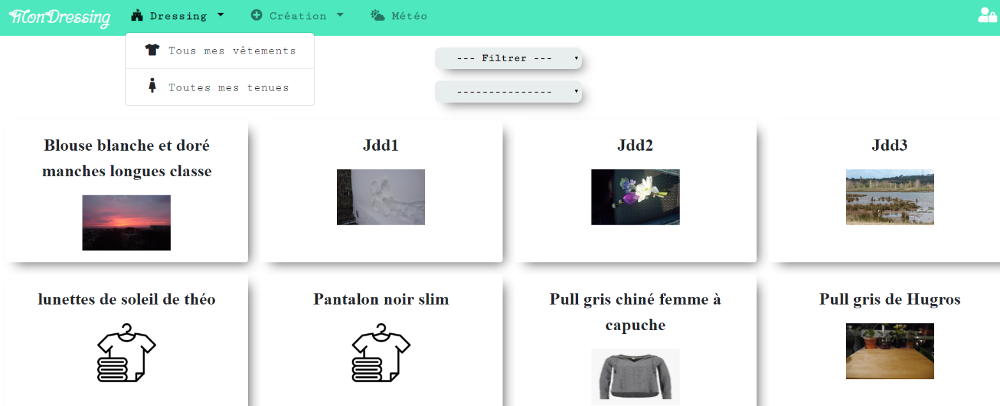 MonDressing
Dressing
Création
Météo
Tous mes vêtements
Toutes mes tenues
--- Filtrer ---
---------------
Blouse blanche et doré
manches longues classe
Jdd1
Jdd2
Jdd3
lunettes de soleil de théo
Pantalon noir slim
Pull gris chiné femme à
capuche
Pull gris de Hugros